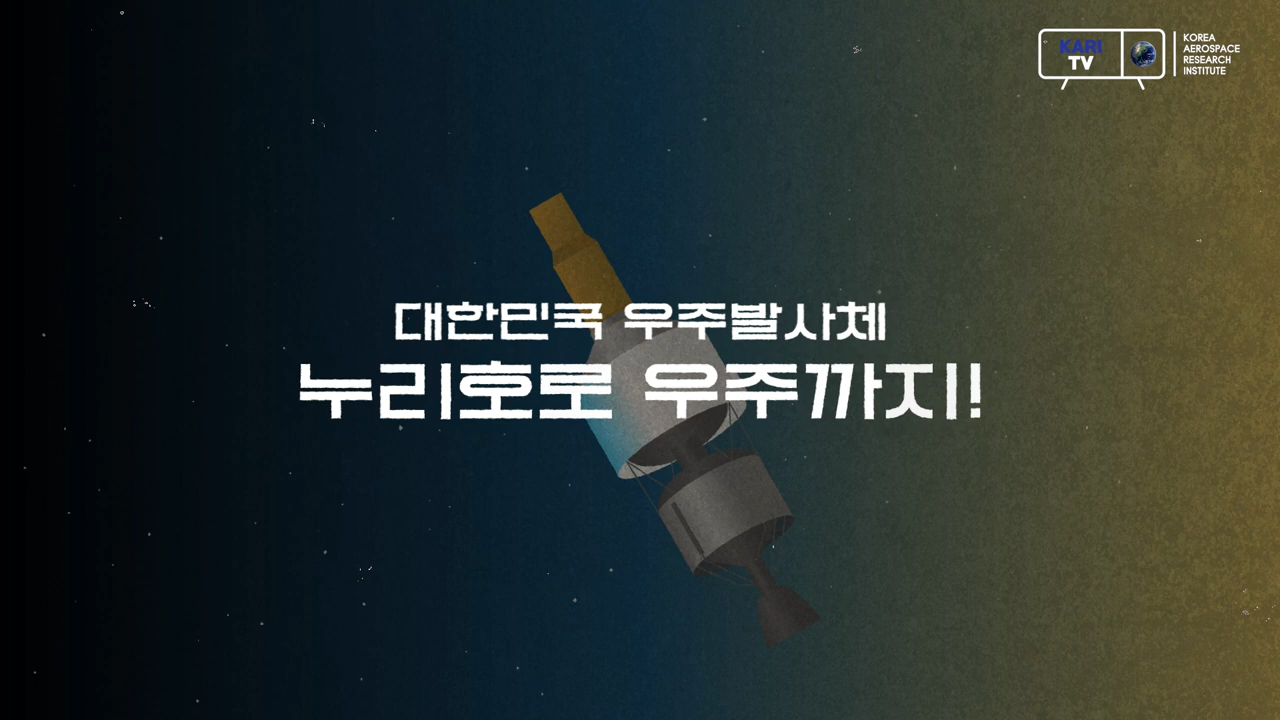 KARI
TV
KOREA
AEROSPACE
RESEARCH
INSTITUTE
대한민국 우주발사체
누리호로 우주까지!